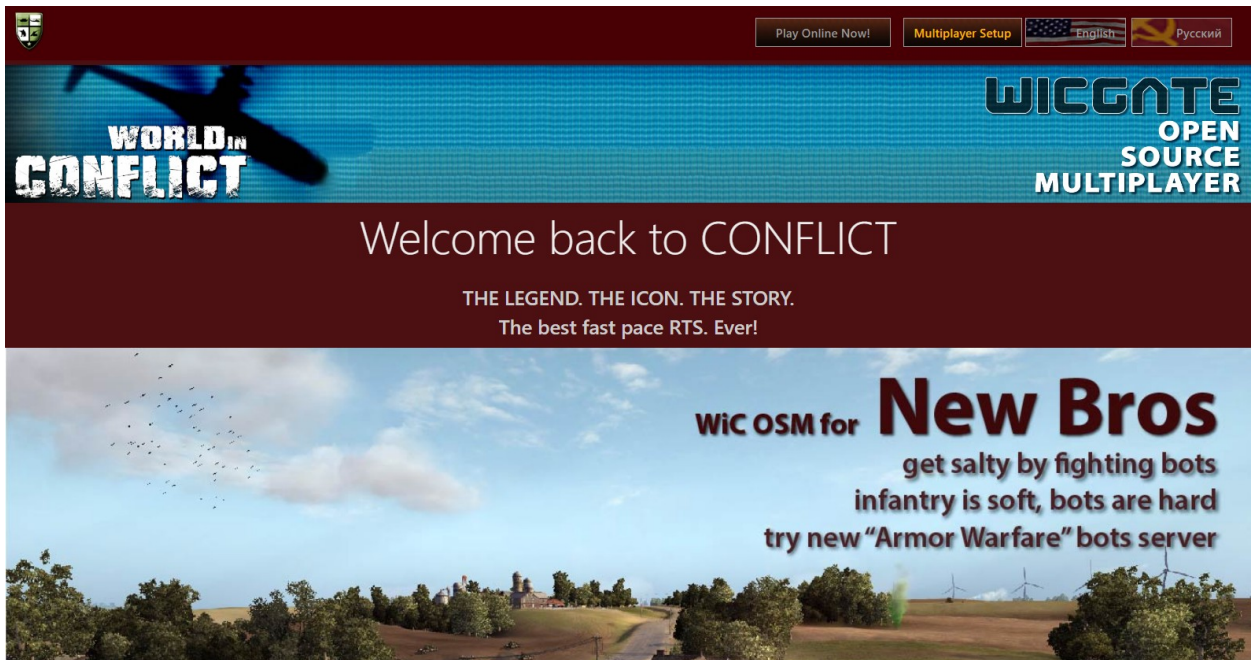 Play Online Now!
Multiplayer Setup
English
Русский
WORLD IN
CONFLICT
WICGATE
OPEN
SOURCE
MULTIPLAYER
Welcome back to CONFLICT
THE LEGEND. THE ICON. THE STORY.
The best fast pace RTS. Ever!
WiC OSM for New Bros
get salty by fighting bots
infantry is soft, bots are hard
try new “Armor Warfare” bots server